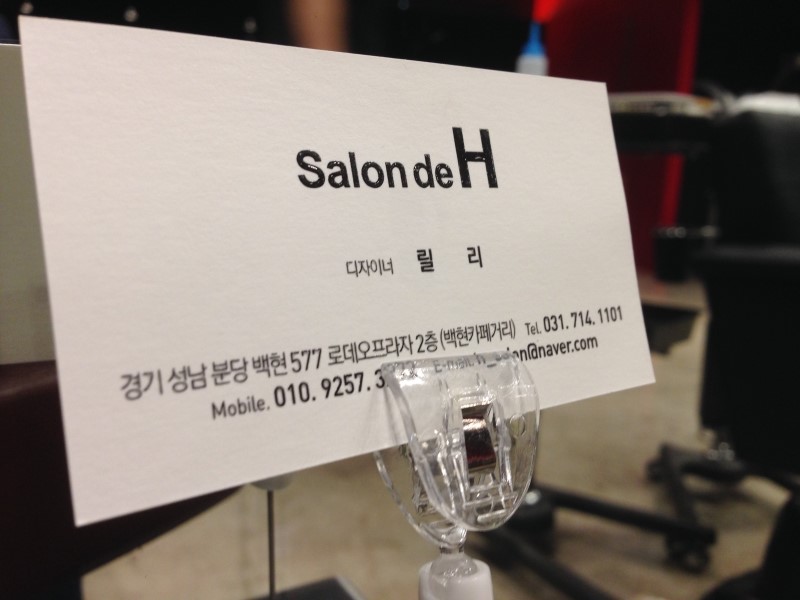 Salon de H
디자이너 릴 리
경기 성남 분당 백현 577 로데오프라자 2층 (백현카페거리) Tel. 031. 714. 1101
Mobile. 010. 9257.